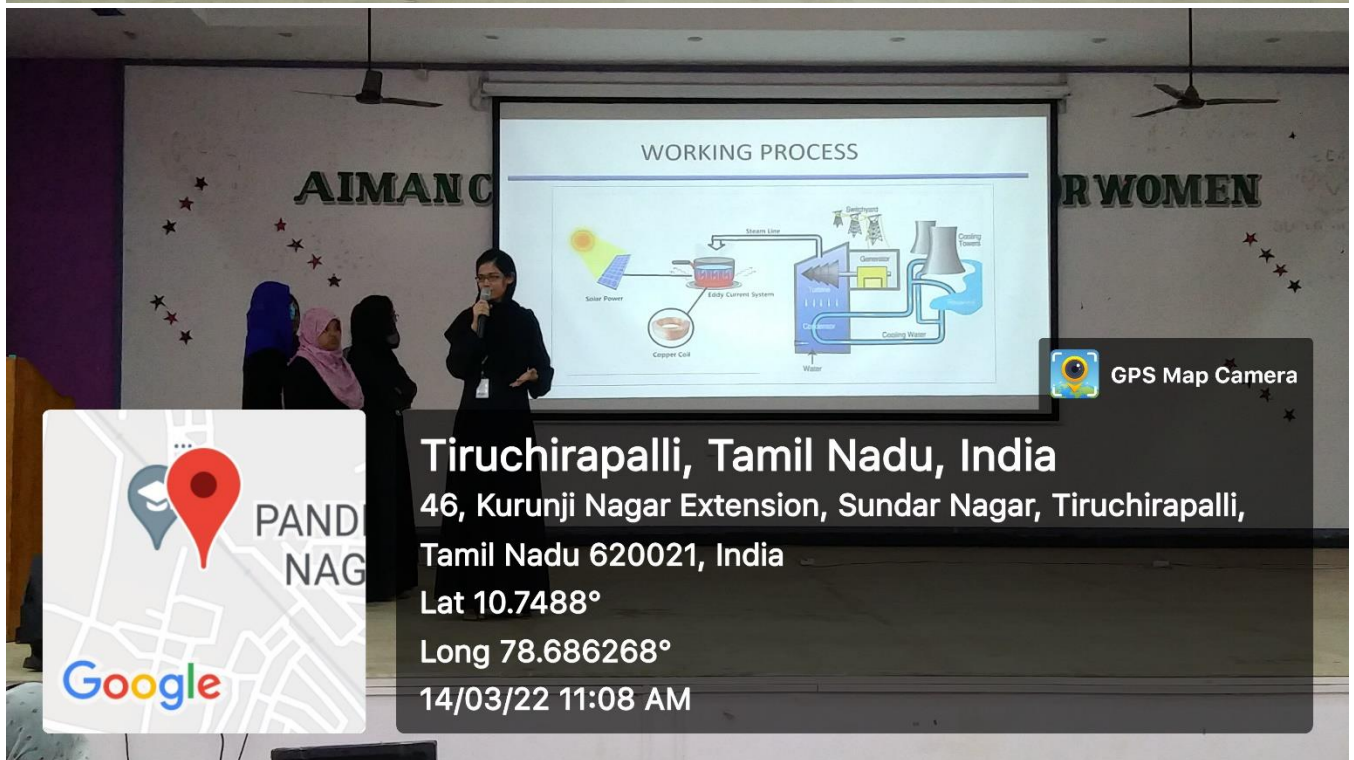 WORKING PROCESS
AIMAN C
R WOMEN
Switchyard
Steam Line
Cooling
Towers
Generator
Turbine
Solar Power
Eddy Current System
Condensor
Cooling Water
Copper Coil
Water
GPS Map Camera
Tiruchirapalli, Tamil Nadu, India
46, Kurunji Nagar Extension, Sundar Nagar, Tiruchirapalli,
Tamil Nadu 620021, India
Lat 10.7488°
Long 78.686268°
14/03/22 11:08 AM
PANDI
NAG
Google